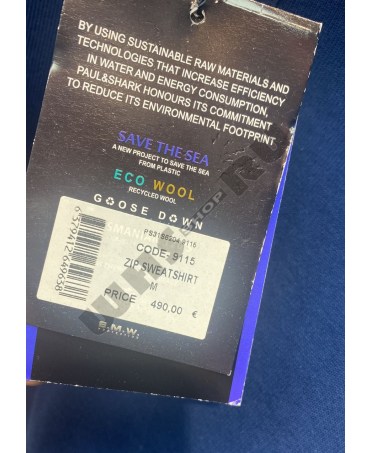 BY USING SUSTAINABLE RAW MATERIALS AND
TECHNOLOGIES THAT INCREASE EFFICIENCY
IN WATER AND ENERGY CONSUMPTION,
PAUL&SHARK HONOURS ITS COMMITMENT
TO REDUCE ITS ENVIRONMENTAL FOOTPRINT
SAVE THE SEA
A NEW PROJECT TO SAVE THE SEA
FROM PLASTIC
ECO WOOL
RECYCLED WOOL
GOOSE DOWN
CODE: 9115
ZIP SWEATSHIRT
M
PRICE 490,00 €
S.M.W.